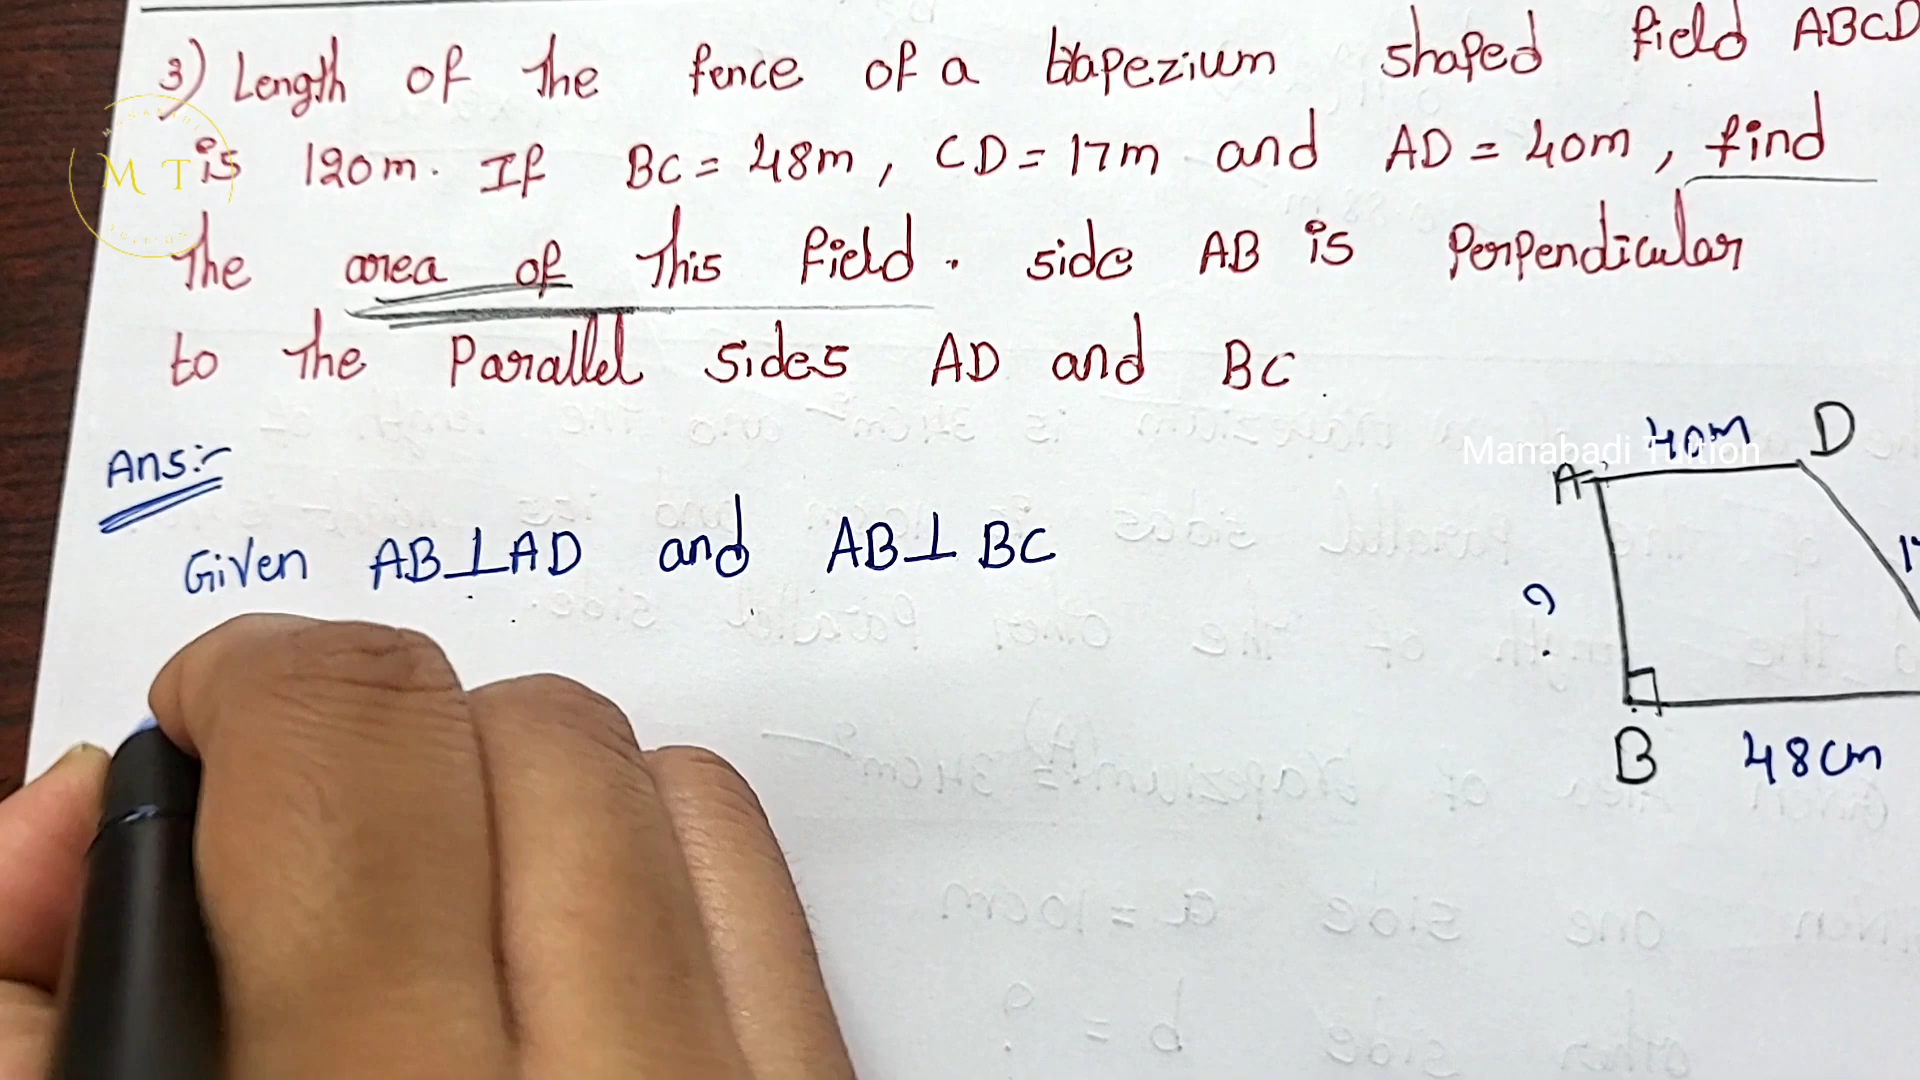 3) Length of the fence of a trapezium shaped field ABCD
is 120m. If BC = 48m, CD = 17m and AD = 40m, find
the area of this field. side AB is perpendicular
to the Parallel sides AD and BC.
Ans:-
Given AB⊥AD and AB⊥BC
40m
D
A
?
B
48cm
M T
Manabadi Tuition